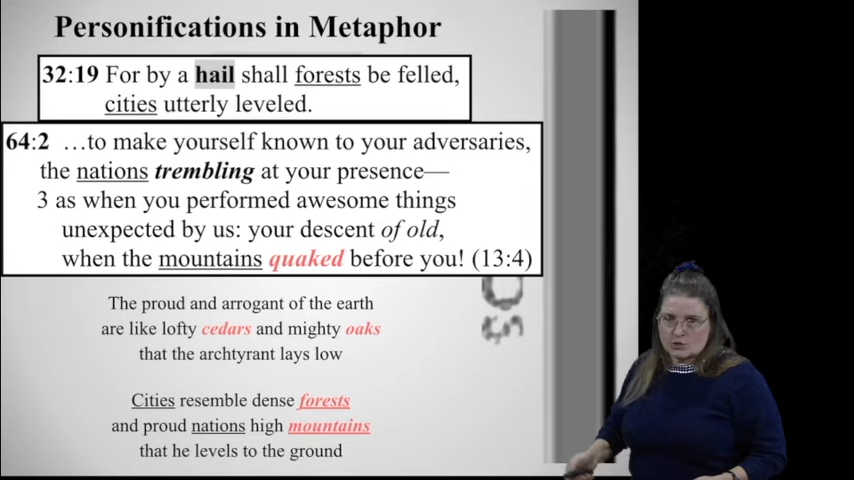 Personifications in Metaphor
32:19 For by a hail shall forests be felled,
cities utterly leveled.
64:2 …to make yourself known to your adversaries,
the nations trembling at your presence—
3 as when you performed awesome things
unexpected by us: your descent of old,
when the mountains quaked before you! (13:4)
The proud and arrogant of the earth
are like lofty cedars and mighty oaks
that the archtyrant lays low
Cities resemble dense forests
and proud nations high mountains
that he levels to the ground